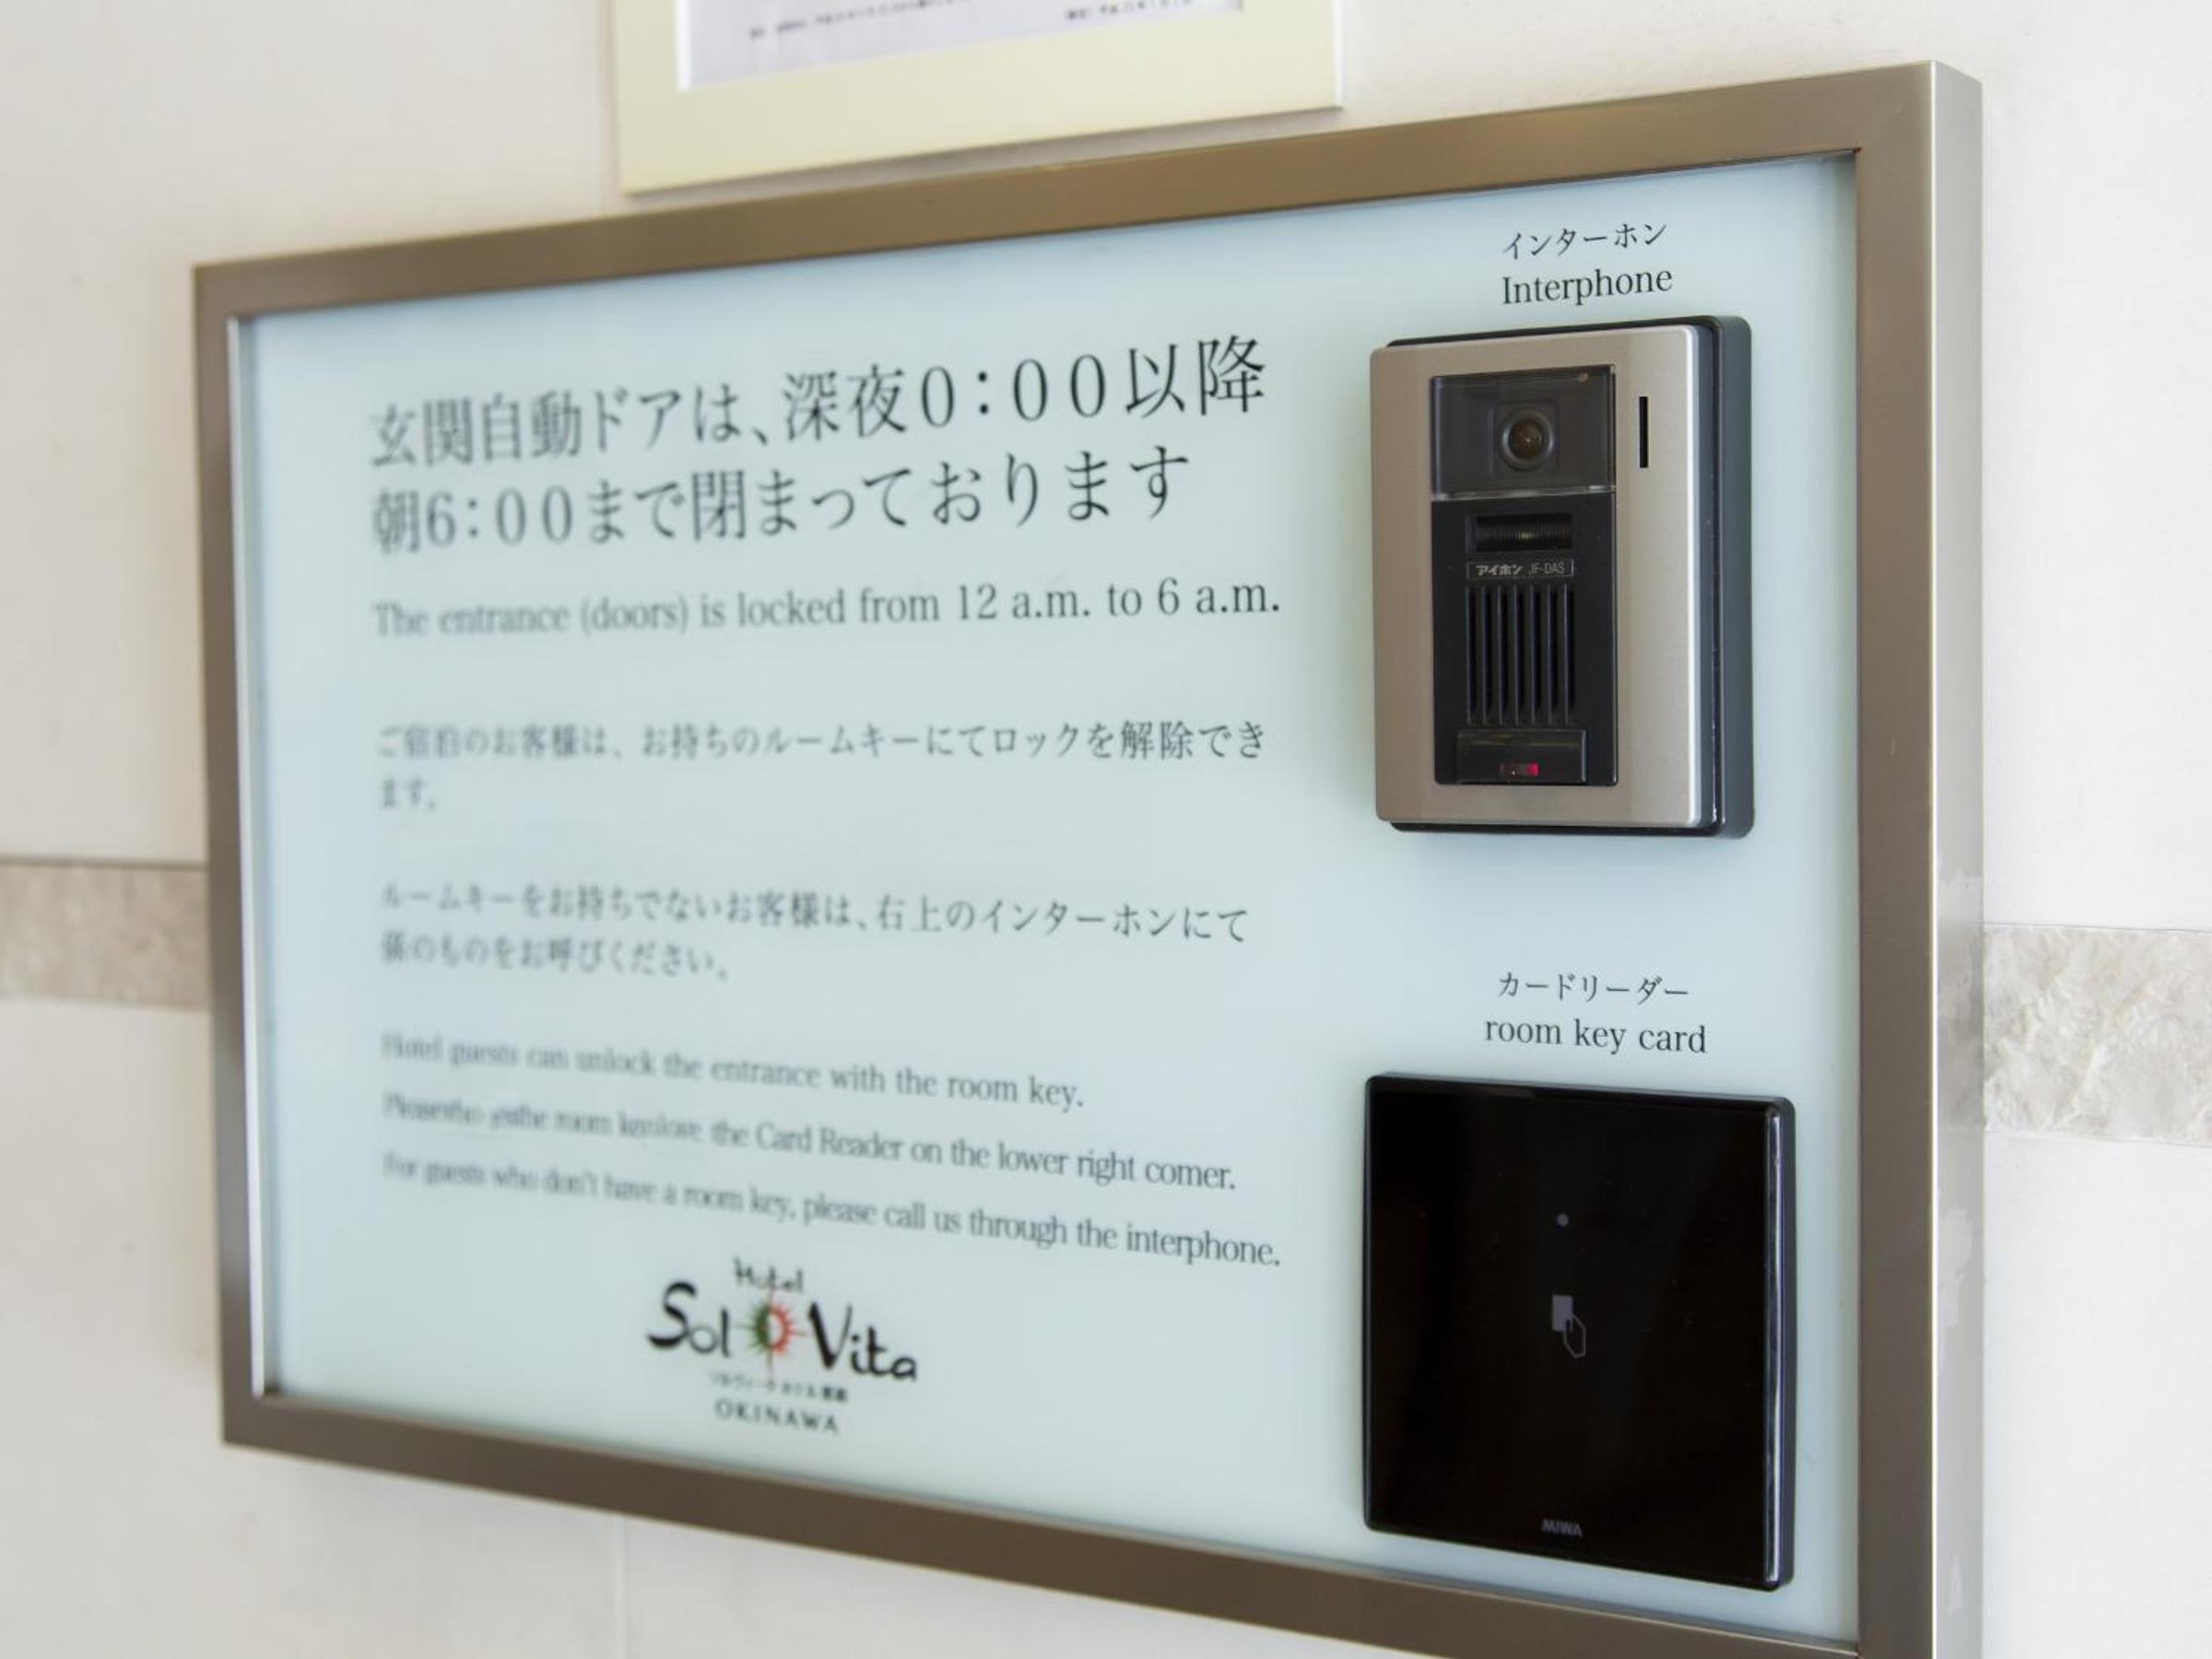 インターホン
Interphone
玄関自動ドアは、深夜0:00以降
朝6:00まで閉まっております
The entrance (doors) is locked from 12 a.m. to 6 a.m.
アイホン JF-DAS
ご宿泊のお客様は、お持ちのルームキーにてロックを解除でき
ます。
ルームキーをお持ちでないお客様は、右上のインターホンにて
係のものをお呼びください。
カードリーダー
room key card
Hotel guests can unlock the entrance with the room key.
the room the Card Reader on the lower right corner.
For guests who don't have a room key, please call us through the interphone.
Hotel
Sol Vita
OKINAWA
MIWA